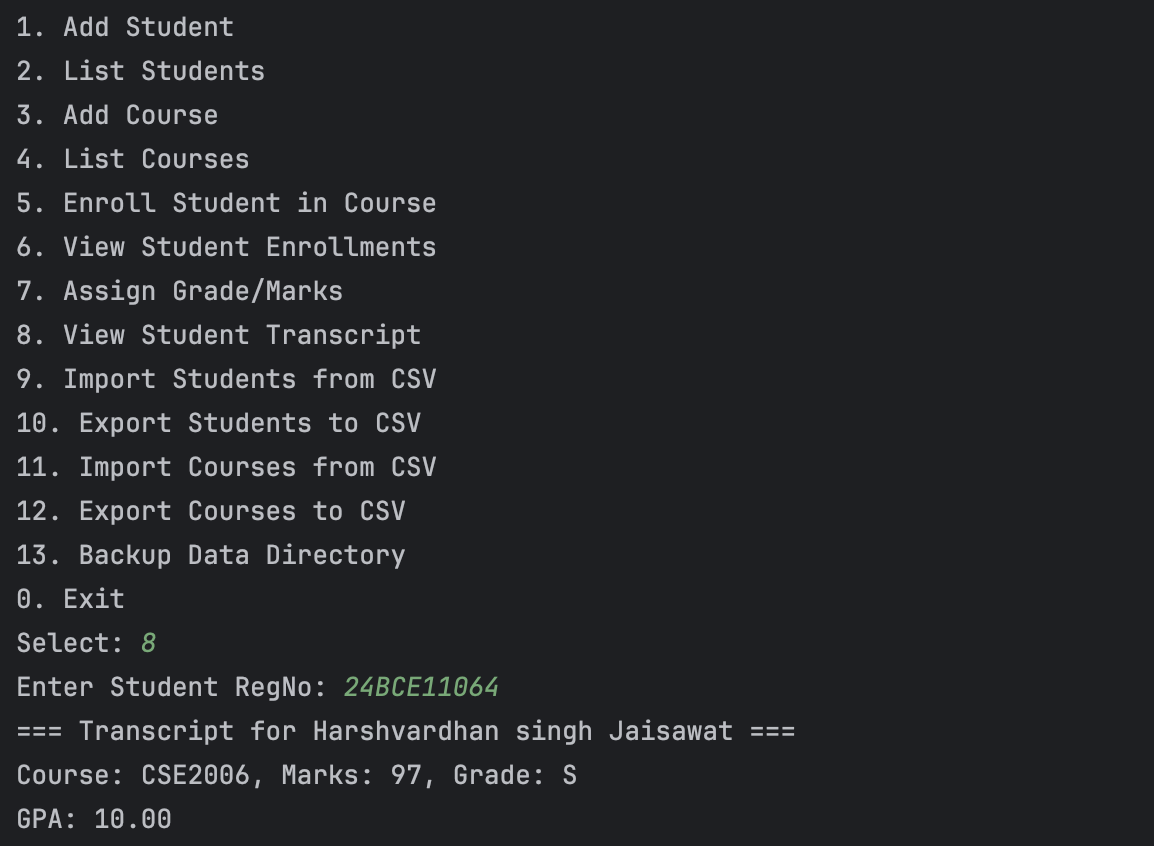 1. Add Student
2. List Students
3. Add Course
4. List Courses
5. Enroll Student in Course
6. View Student Enrollments
7. Assign Grade/Marks
8. View Student Transcript
9. Import Students from CSV
10. Export Students to CSV
11. Import Courses from CSV
12. Export Courses to CSV
13. Backup Data Directory
0. Exit
Select: 8
Enter Student RegNo: 24BCE11064
=== Transcript for Harshvardhan singh Jaisawat ===
Course: CSE2006, Marks: 97, Grade: S
GPA: 10.00